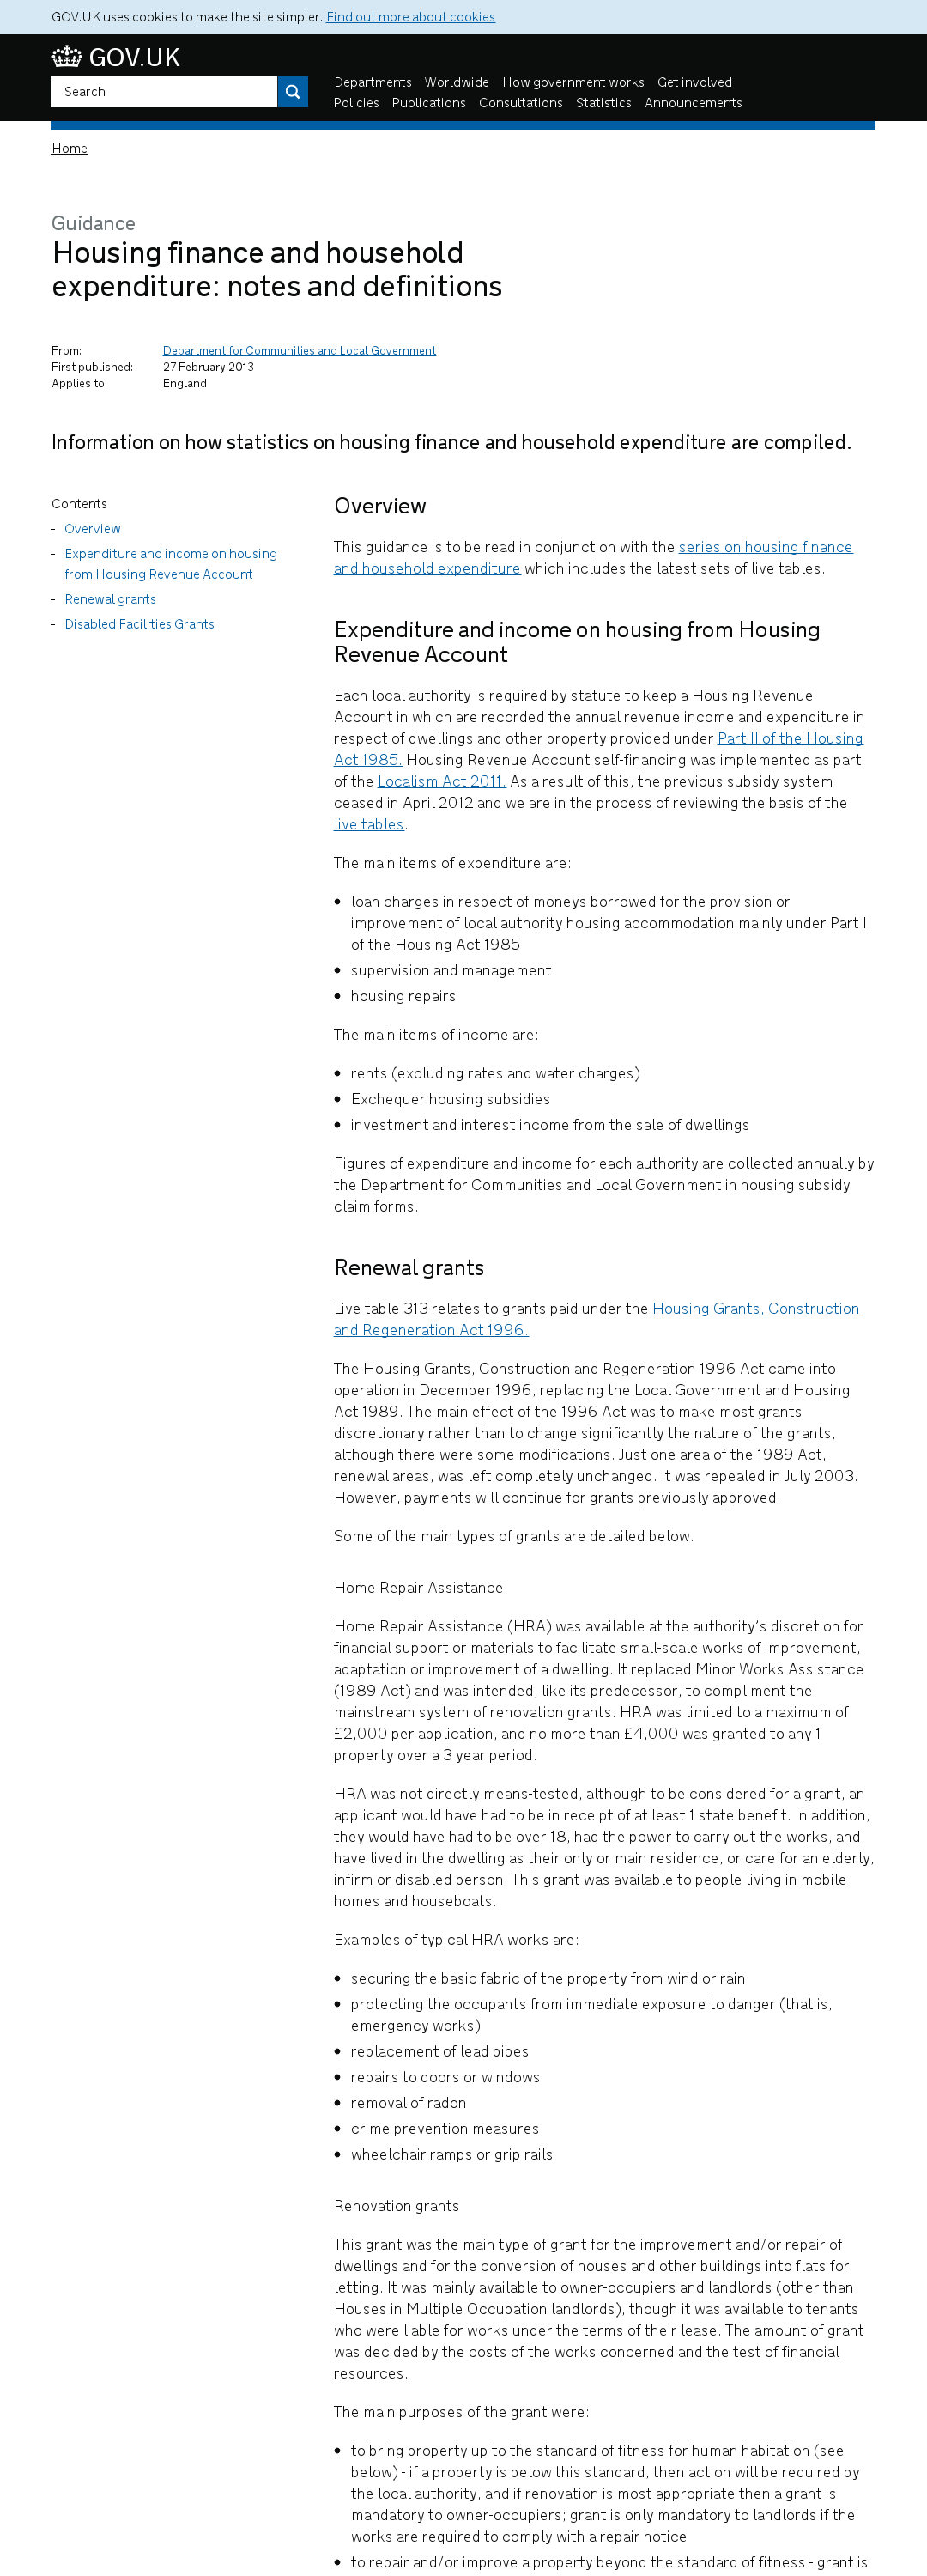 GOV.UK uses cookies to make the site simpler. Find out more about cookies
GOV.UK
Search
Departments Worldwide How government works Get involved
Policies Publications Consultations Statistics Announcements
Home
Guidance
Housing finance and household
expenditure: notes and definitions
From: Department for Communities and Local Government
First published: 27 February 2013
Applies to: England
Information on how statistics on housing finance and household expenditure are compiled.
Contents
- Overview
- Expenditure and income on housing
from Housing Revenue Account
- Renewal grants
- Disabled Facilities Grants
Overview
This guidance is to be read in conjunction with the series on housing finance
and household expenditure which includes the latest sets of live tables.
Expenditure and income on housing from Housing
Revenue Account
Each local authority is required by statute to keep a Housing Revenue
Account in which are recorded the annual revenue income and expenditure in
respect of dwellings and other property provided under Part II of the Housing
Act 1985. Housing Revenue Account self-financing was implemented as part
of the Localism Act 2011. As a result of this, the previous subsidy system
ceased in April 2012 and we are in the process of reviewing the basis of the
live tables.
The main items of expenditure are:
• loan charges in respect of moneys borrowed for the provision or
improvement of local authority housing accommodation mainly under Part II
of the Housing Act 1985
• supervision and management
• housing repairs
The main items of income are:
• rents (excluding rates and water charges)
• Exchequer housing subsidies
• investment and interest income from the sale of dwellings
Figures of expenditure and income for each authority are collected annually by
the Department for Communities and Local Government in housing subsidy
claim forms.
Renewal grants
Live table 313 relates to grants paid under the Housing Grants, Construction
and Regeneration Act 1996.
The Housing Grants, Construction and Regeneration 1996 Act came into
operation in December 1996, replacing the Local Government and Housing
Act 1989. The main effect of the 1996 Act was to make most grants
discretionary rather than to change significantly the nature of the grants,
although there were some modifications. Just one area of the 1989 Act,
renewal areas, was left completely unchanged. It was repealed in July 2003.
However, payments will continue for grants previously approved.
Some of the main types of grants are detailed below.
Home Repair Assistance
Home Repair Assistance (HRA) was available at the authority's discretion for
financial support or materials to facilitate small-scale works of improvement,
adaptation or improvement of a dwelling. It replaced Minor Works Assistance
(1989 Act) and was intended, like its predecessor, to compliment the
mainstream system of renovation grants. HRA was limited to a maximum of
£2,000 per application, and no more than £4,000 was granted to any 1
property over a 3 year period.
HRA was not directly means-tested, although to be considered for a grant, an
applicant would have had to be in receipt of at least 1 state benefit. In addition,
they would have had to be over 18, had the power to carry out the works, and
have lived in the dwelling as their only or main residence, or care for an elderly,
infirm or disabled person. This grant was available to people living in mobile
homes and houseboats.
Examples of typical HRA works are:
• securing the basic fabric of the property from wind or rain
• protecting the occupants from immediate exposure to danger (that is,
emergency works)
• replacement of lead pipes
• repairs to doors or windows
• removal of radon
• crime prevention measures
• wheelchair ramps or grip rails
Renovation grants
This grant was the main type of grant for the improvement and/or repair of
dwellings and for the conversion of houses and other buildings into flats for
letting. It was mainly available to owner-occupiers and landlords (other than
Houses in Multiple Occupation landlords), though it was available to tenants
who were liable for works under the terms of their lease. The amount of grant
was decided by the costs of the works concerned and the test of financial
resources.
The main purposes of the grant were:
• to bring property up to the standard of fitness for human habitation (see
below) - if a property is below this standard, then action will be required by
the local authority, and if renovation is most appropriate then a grant is
mandatory to owner-occupiers; grant is only mandatory to landlords if the
works are required to comply with a repair notice
• to repair and/or improve a property beyond the standard of fitness - grant is